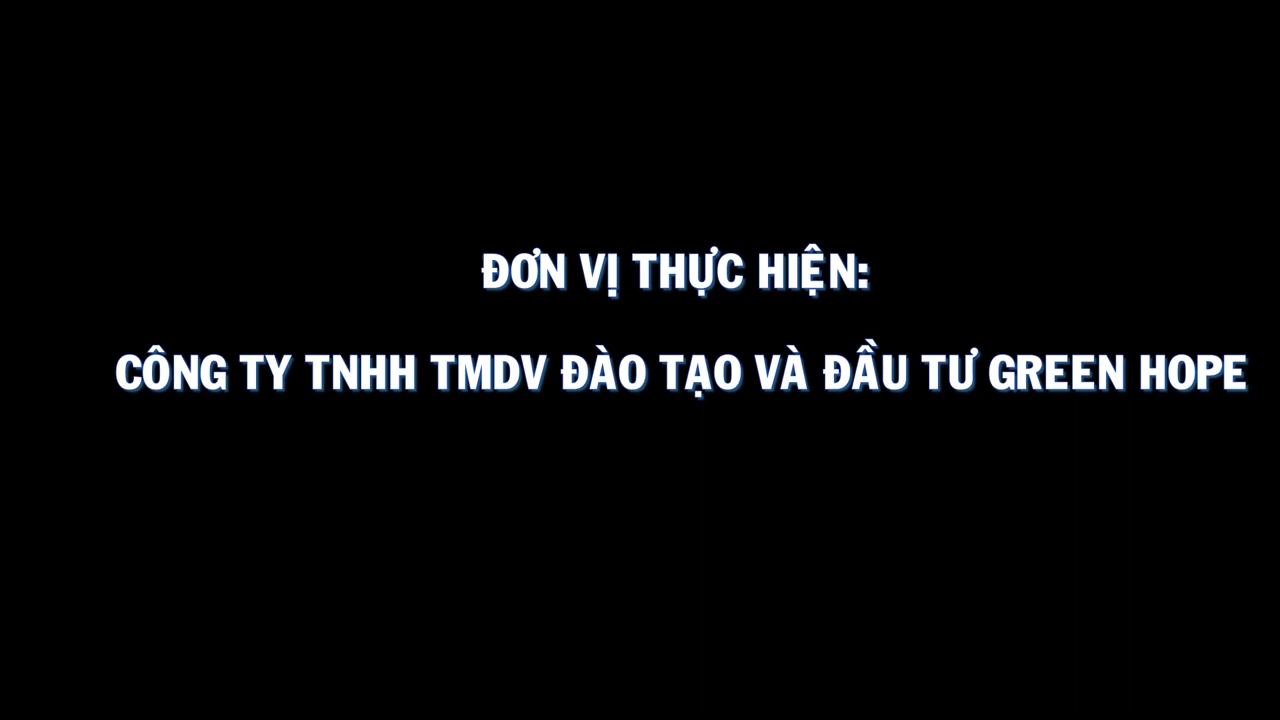 ĐƠN VỊ THỰC HIỆN:
CÔNG TY TNHH TMDV ĐÀO TẠO VÀ ĐẦU TƯ GREEN HOPE